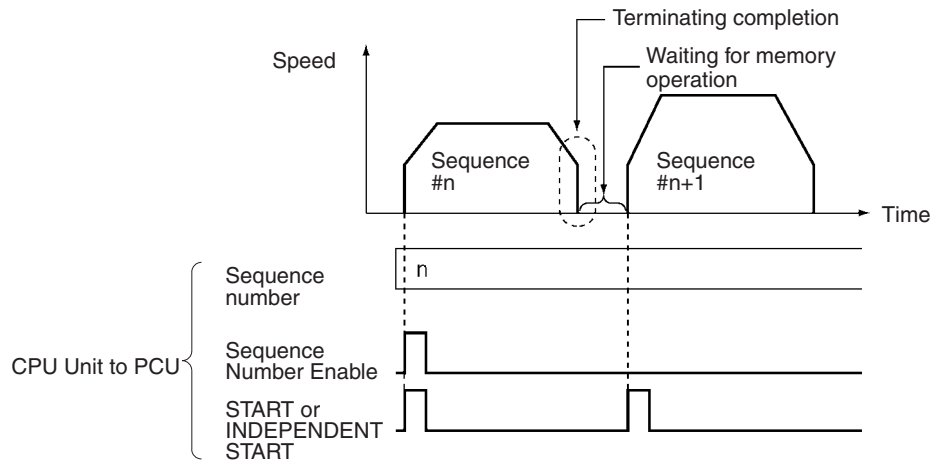 Terminating completion
Speed
Waiting for memory
operation
Sequence
#n
Sequence
#n+1
Time
Sequence
number
n
CPU Unit to PCU
Sequence
Number Enable
START or
INDEPENDENT
START